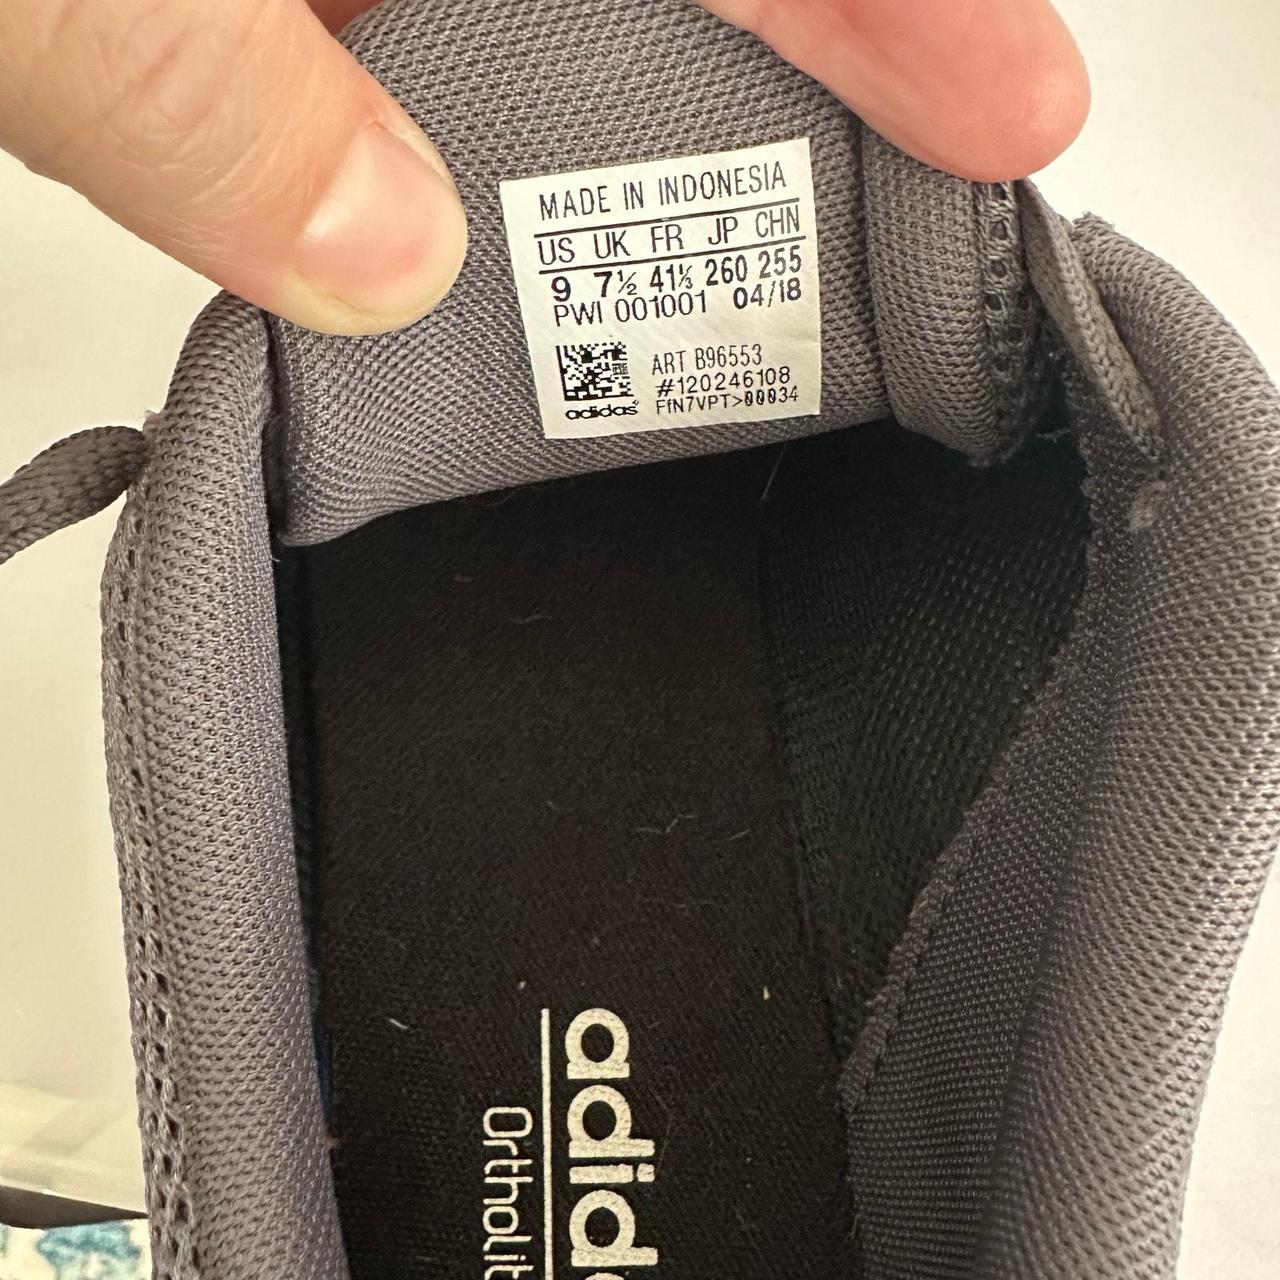 MADE IN INDONESIA
US UK FR JP CHN
9 7½ 41⅓ 260 255
PWI 001001 04/18
ART B96553
#120246108
FfN7VPT>00034
adidas
adidas
Ortholit